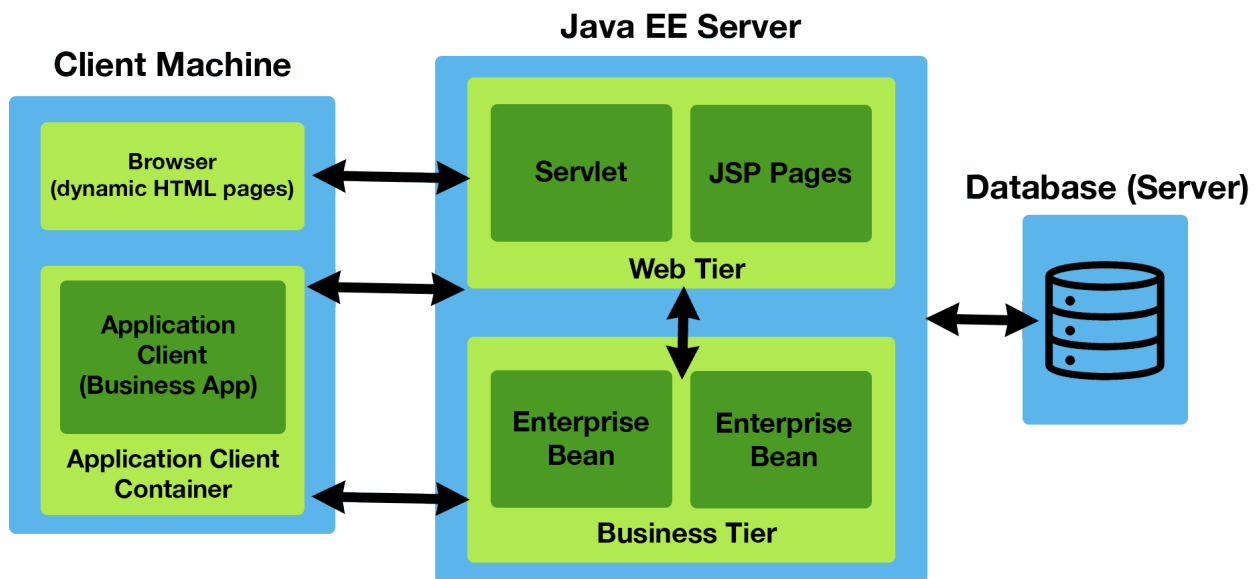 Client Machine
Browser
(dynamic HTML pages)
Application
Client
(Business App)
Application Client
Container
Java EE Server
Servlet
JSP Pages
Web Tier
Enterprise
Bean
Enterprise
Bean
Business Tier
Database (Server)